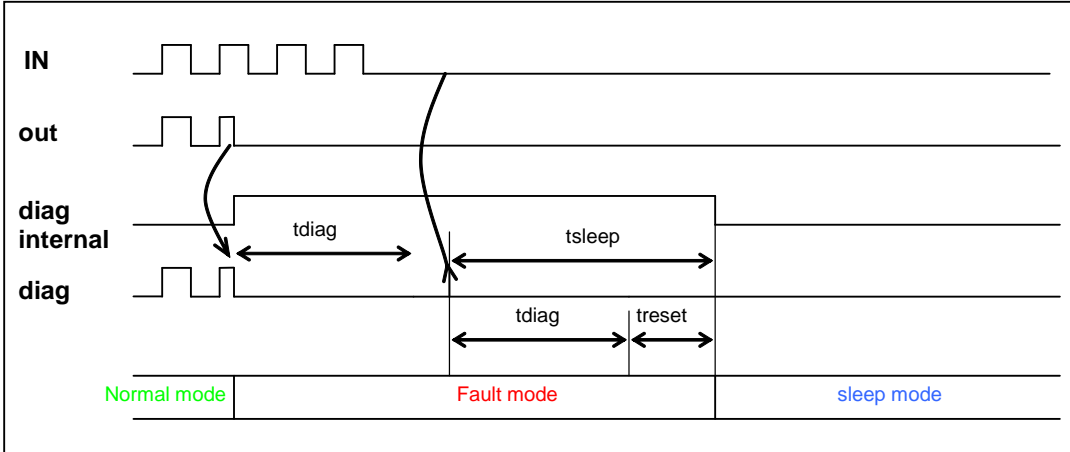 IN
out
diag
internal
tdiag
tsleep
diag
tdiag
treset
Normal mode
Fault mode
sleep mode